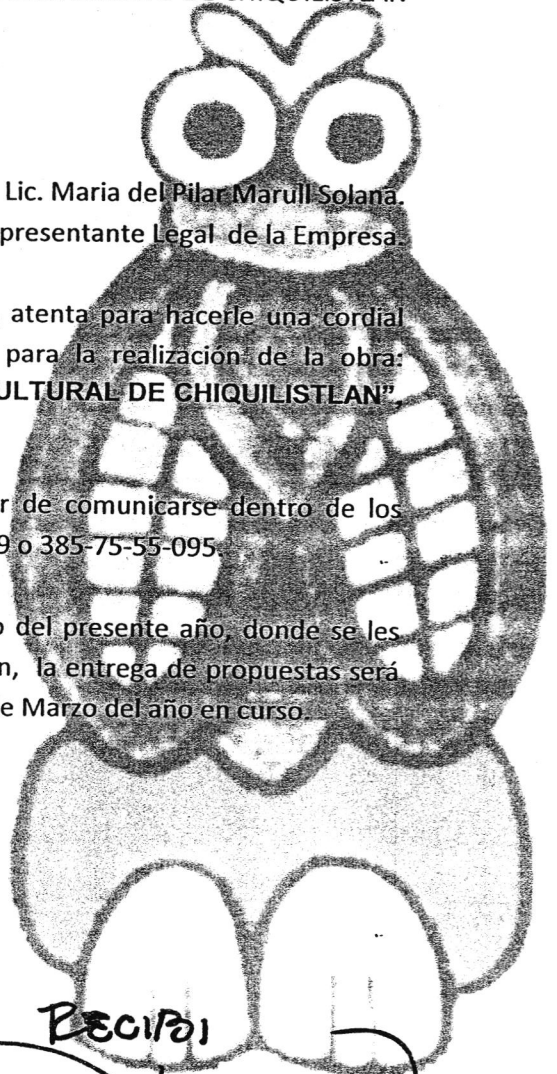 Lic. Maria del Pilar Marull Solana.
presentante Legal de la Empresa.
atenta para hacerle una cordial
para la realización de la obra:
ULTURAL DE CHIQUILISTLAN”,
r de comunicarse dentro de los
9 o 385-75-55-095.
o del presente año, donde se les
n, la entrega de propuestas será
e Marzo del año en curso.
RECIBI